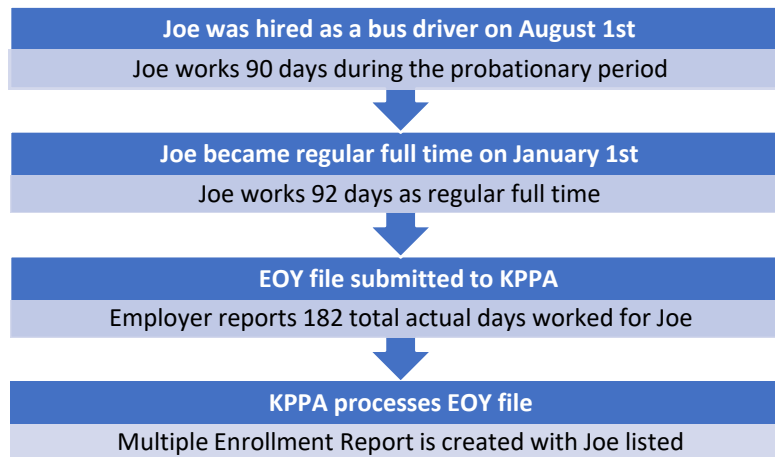 Joe was hired as a bus driver on August 1st
Joe works 90 days during the probationary period
Joe became regular full time on January 1st
Joe works 92 days as regular full time
EOY file submitted to KPPA
Employer reports 182 total actual days worked for Joe
KPPA processes EOY file
Multiple Enrollment Report is created with Joe listed